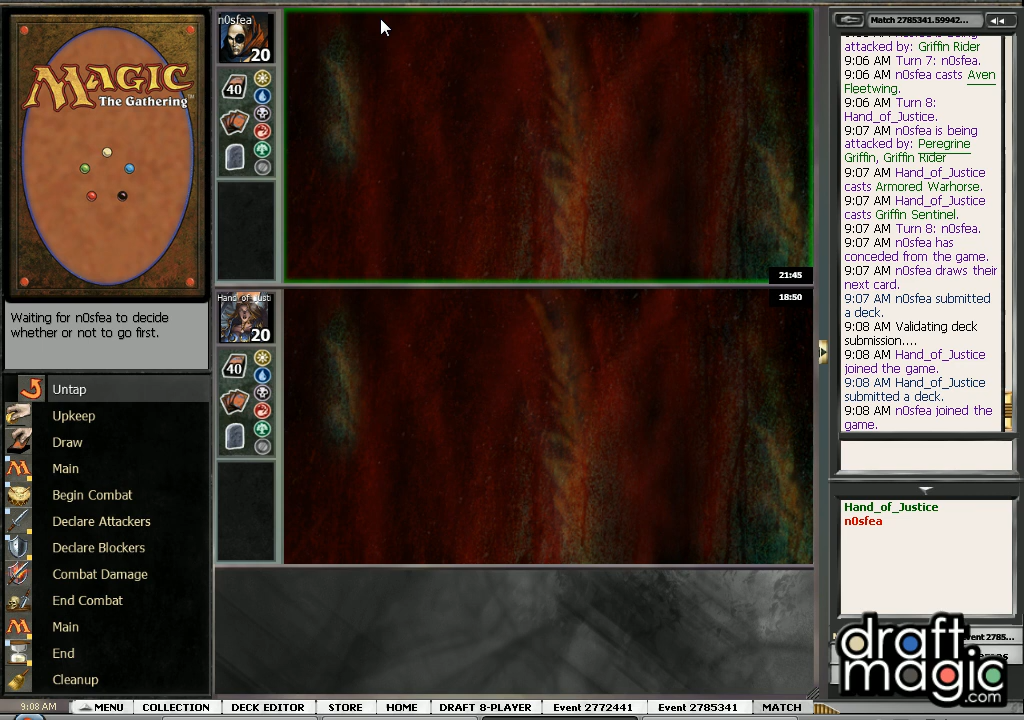 MAGIC
The Gathering
Waiting for n0sfea to decide
whether or not to go first.
Untap
Upkeep
Draw
Main
Begin Combat
Declare Attackers
Declare Blockers
Combat Damage
End Combat
Main
End
Cleanup
n0sfea
20
40
21:45
Hand_of_Justi
20
40
18:50
Match 2785341.59942...
attacked by: Griffin Rider
9:06 AM Turn 7: n0sfea.
9:06 AM n0sfea casts Aven
Fleetwing.
9:06 AM Turn 8:
Hand_of_Justice.
9:07 AM n0sfea is being
attacked by: Peregrine
Griffin, Griffin Rider
9:07 AM Hand_of_Justice
casts Armored Warhorse.
9:07 AM Hand_of_Justice
casts Griffin Sentinel.
9:07 AM Turn 8: n0sfea.
9:07 AM n0sfea has
conceded from the game.
9:07 AM n0sfea draws their
next card.
9:07 AM n0sfea submitted
a deck.
9:08 AM Validating deck
submission....
9:08 AM Hand_of_Justice
joined the game.
9:08 AM Hand_of_Justice
submitted a deck.
9:08 AM n0sfea joined the
game.
Hand_of_Justice
n0sfea
vent 2785...
draft
magic
.com
9:08 AM MENU COLLECTION DECK EDITOR STORE HOME DRAFT 8-PLAYER Event 2772441 Event 2785341 MATCH